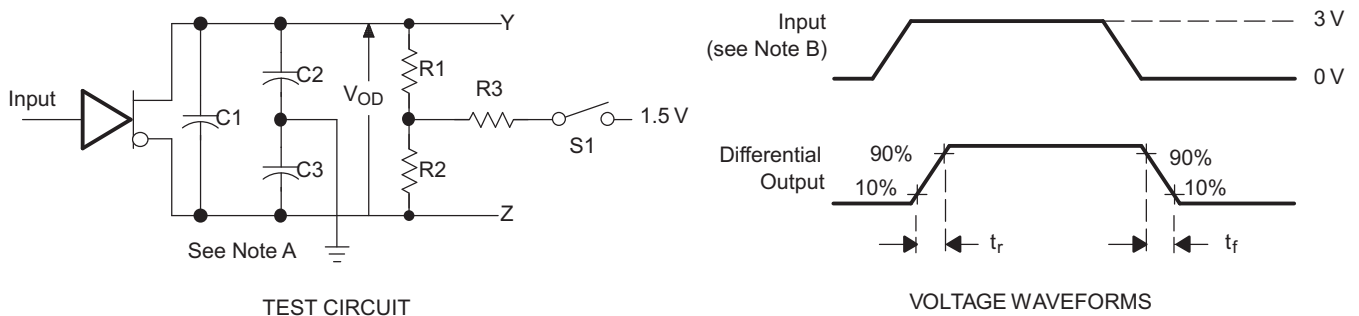 Input
C1
C2
C3
V_OD
R1
R2
R3
S1
1.5 V
Y
Z
See Note A
TEST CIRCUIT
Input
(see Note B)
3 V
0 V
Differential
Output
90%
10%
90%
10%
t_r
t_f
VOLTAGE WAVEFORMS